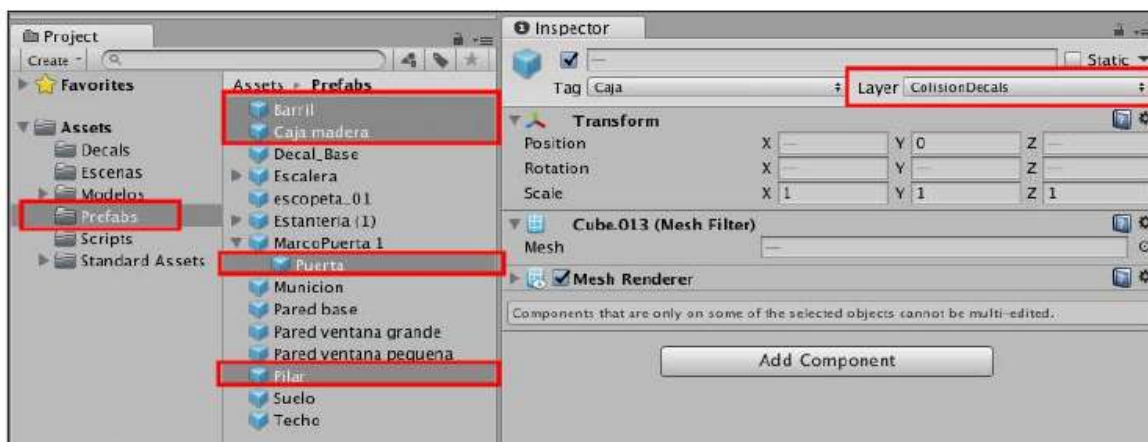 Project
Create
Favorites
Assets
Decals
Escenas
Modelos
Prefabs
Scripts
Standard Assets
Assets Prefabs
Barril
Caja madera
Decal_Base
Escalera
escopeta_01
Estanteria (1)
MarcoPuerta 1
Puerta
Municion
Pared base
Pared ventana grande
Pared ventana pequena
Pilar
Suelo
Techo
Inspector
— Static
Tag Caja Layer ColisionDecals
Transform
Position X — Y 0 Z —
Rotation X — Y — Z —
Scale X 1 Y 1 Z 1
Cube.013 (Mesh Filter)
Mesh —
Mesh Renderer
Components that are only on some of the selected objects cannot be multi-edited.
Add Component